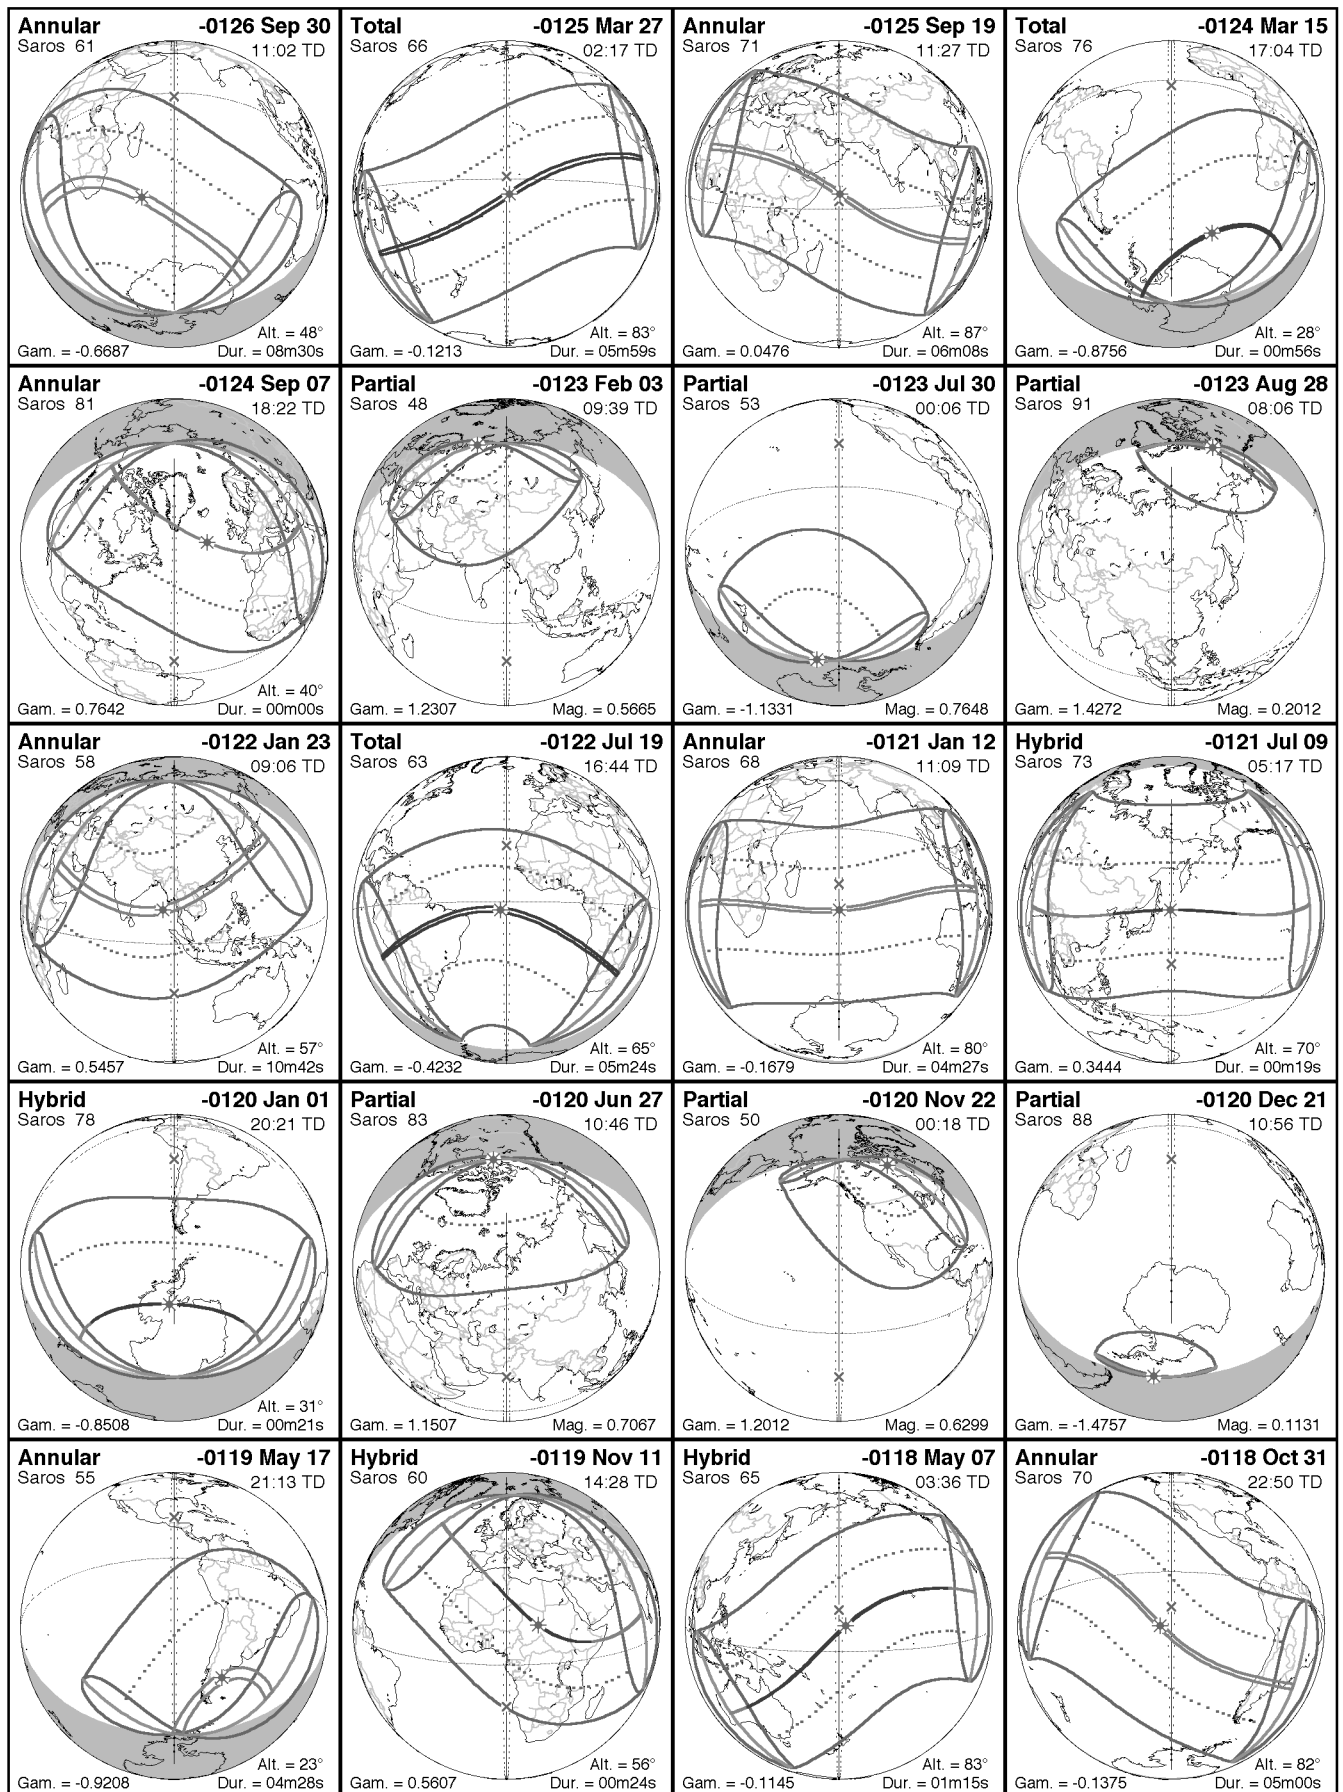 Annular -0126 Sep 30
Saros 61 11:02 TD
Alt. = 48°
Gam. = -0.6687 Dur. = 08m30s
Total -0125 Mar 27
Saros 66 02:17 TD
Alt. = 83°
Gam. = -0.1213 Dur. = 05m59s
Annular -0125 Sep 19
Saros 71 11:27 TD
Alt. = 87°
Gam. = 0.0476 Dur. = 06m08s
Total -0124 Mar 15
Saros 76 17:04 TD
Alt. = 28°
Gam. = -0.8756 Dur. = 00m56s
Annular -0124 Sep 07
Saros 81 18:22 TD
Alt. = 40°
Gam. = 0.7642 Dur. = 00m00s
Partial -0123 Feb 03
Saros 48 09:39 TD
Gam. = 1.2307 Mag. = 0.5665
Partial -0123 Jul 30
Saros 53 00:06 TD
Gam. = -1.1331 Mag. = 0.7648
Partial -0123 Aug 28
Saros 91 08:06 TD
Gam. = 1.4272 Mag. = 0.2012
Annular -0122 Jan 23
Saros 58 09:06 TD
Alt. = 57°
Gam. = 0.5457 Dur. = 10m42s
Total -0122 Jul 19
Saros 63 16:44 TD
Alt. = 65°
Gam. = -0.4232 Dur. = 05m24s
Annular -0121 Jan 12
Saros 68 11:09 TD
Alt. = 80°
Gam. = -0.1679 Dur. = 04m27s
Hybrid -0121 Jul 09
Saros 73 05:17 TD
Alt. = 70°
Gam. = 0.3444 Dur. = 00m19s
Hybrid -0120 Jan 01
Saros 78 20:21 TD
Alt. = 31°
Gam. = -0.8508 Dur. = 00m21s
Partial -0120 Jun 27
Saros 83 10:46 TD
Gam. = 1.1507 Mag. = 0.7067
Partial -0120 Nov 22
Saros 50 00:18 TD
Gam. = 1.2012 Mag. = 0.6299
Partial -0120 Dec 21
Saros 88 10:56 TD
Gam. = -1.4757 Mag. = 0.1131
Annular -0119 May 17
Saros 55 21:13 TD
Alt. = 23°
Gam. = -0.9208 Dur. = 04m28s
Hybrid -0119 Nov 11
Saros 60 14:28 TD
Alt. = 56°
Gam. = 0.5607 Dur. = 00m24s
Hybrid -0118 May 07
Saros 65 03:36 TD
Alt. = 83°
Gam. = -0.1145 Dur. = 01m15s
Annular -0118 Oct 31
Saros 70 22:50 TD
Alt. = 82°
Gam. = -0.1375 Dur. = 05m00s